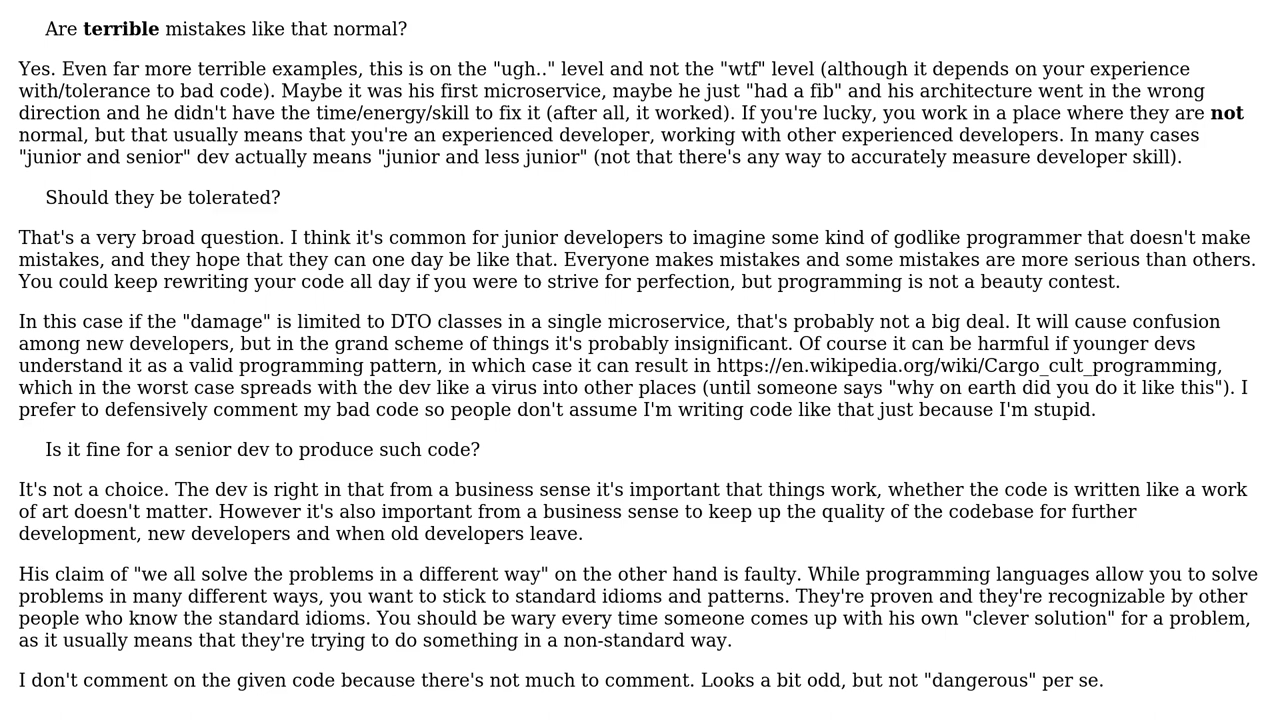 Are terrible mistakes like that normal?
Yes. Even far more terrible examples, this is on the "ugh.." level and not the "wtf" level (although it depends on your experience
with/tolerance to bad code). Maybe it was his first microservice, maybe he just "had a fib" and his architecture went in the wrong
direction and he didn't have the time/energy/skill to fix it (after all, it worked). If you're lucky, you work in a place where they are not
normal, but that usually means that you're an experienced developer, working with other experienced developers. In many cases
"junior and senior" dev actually means "junior and less junior" (not that there's any way to accurately measure developer skill).
Should they be tolerated?
That's a very broad question. I think it's common for junior developers to imagine some kind of godlike programmer that doesn't make
mistakes, and they hope that they can one day be like that. Everyone makes mistakes and some mistakes are more serious than others.
You could keep rewriting your code all day if you were to strive for perfection, but programming is not a beauty contest.
In this case if the "damage" is limited to DTO classes in a single microservice, that's probably not a big deal. It will cause confusion
among new developers, but in the grand scheme of things it's probably insignificant. Of course it can be harmful if younger devs
understand it as a valid programming pattern, in which case it can result in https://en.wikipedia.org/wiki/Cargo_cult_programming,
which in the worst case spreads with the dev like a virus into other places (until someone says "why on earth did you do it like this"). I
prefer to defensively comment my bad code so people don't assume I'm writing code like that just because I'm stupid.
Is it fine for a senior dev to produce such code?
It's not a choice. The dev is right in that from a business sense it's important that things work, whether the code is written like a work
of art doesn't matter. However it's also important from a business sense to keep up the quality of the codebase for further
development, new developers and when old developers leave.
His claim of "we all solve the problems in a different way" on the other hand is faulty. While programming languages allow you to solve
problems in many different ways, you want to stick to standard idioms and patterns. They're proven and they're recognizable by other
people who know the standard idioms. You should be wary every time someone comes up with his own "clever solution" for a problem,
as it usually means that they're trying to do something in a non-standard way.
I don't comment on the given code because there's not much to comment. Looks a bit odd, but not "dangerous" per se.